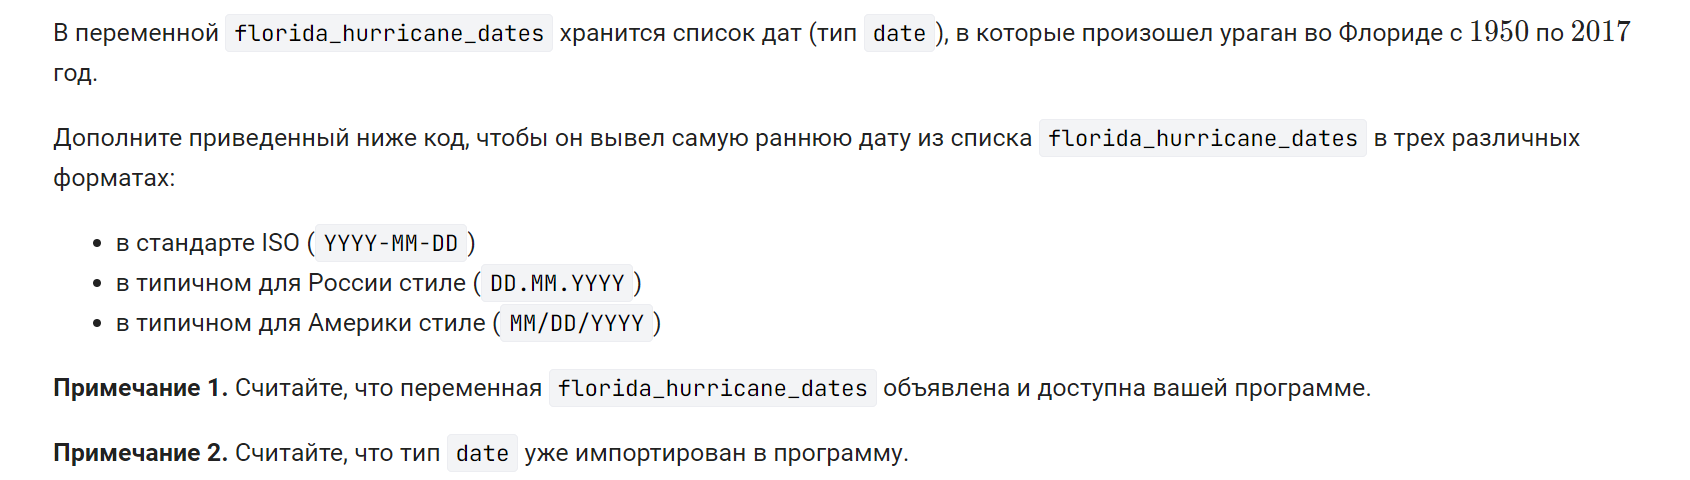 В переменной florida_hurricane_dates хранится список дат (тип date), в которые произошел ураган во Флориде с 1950 по 2017
год.
Дополните приведенный ниже код, чтобы он вывел самую раннюю дату из списка florida_hurricane_dates в трех различных
форматах:
• в стандарте ISO (YYYY-MM-DD)
• в типичном для России стиле (DD.MM.YYYY)
• в типичном для Америки стиле (MM/DD/YYYY)
Примечание 1. Считайте, что переменная florida_hurricane_dates объявлена и доступна вашей программе.
Примечание 2. Считайте, что тип date уже импортирован в программу.